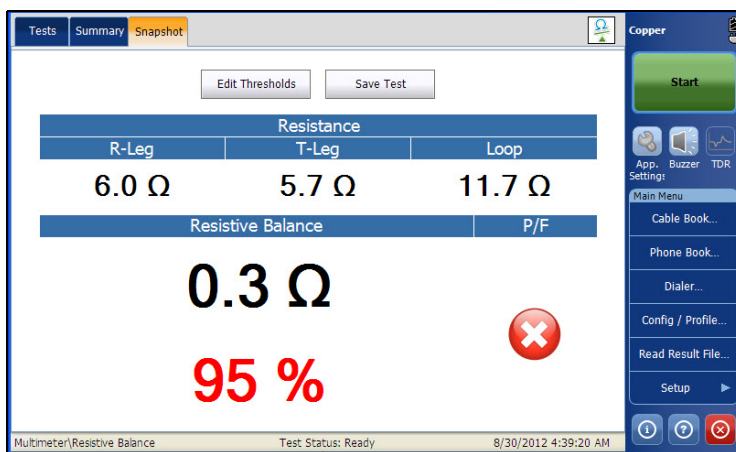 Tests Summary Snapshot
Ω
Copper
Edit Thresholds Save Test
Start
Resistance
R-Leg T-Leg Loop
6.0 Ω 5.7 Ω 11.7 Ω
Resistive Balance P/F
0.3 Ω
95 %
App. Buzzer TDR
Settings
Main Menu
Cable Book...
Phone Book...
Dialer...
Config / Profile...
Read Result File...
Setup
Multimeter\Resistive Balance Test Status: Ready 8/30/2012 4:39:20 AM